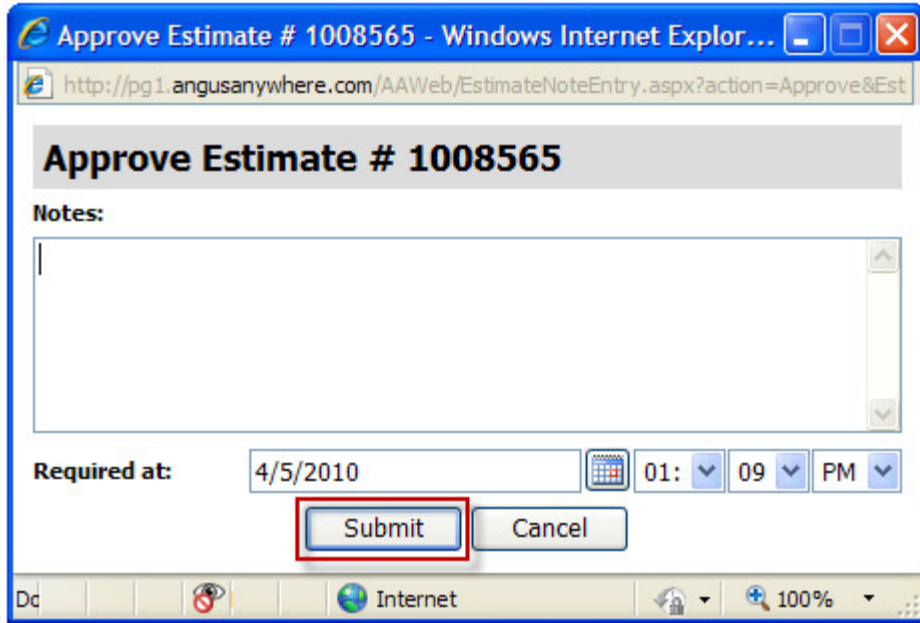 Approve Estimate # 1008565 - Windows Internet Explor...
http://pg1.angusanywhere.com/AAWeb/EstimateNoteEntry.aspx?action=Approve&Est
Approve Estimate # 1008565
Notes:
Required at: 4/5/2010 01: 09 PM
Submit Cancel
Internet 100%